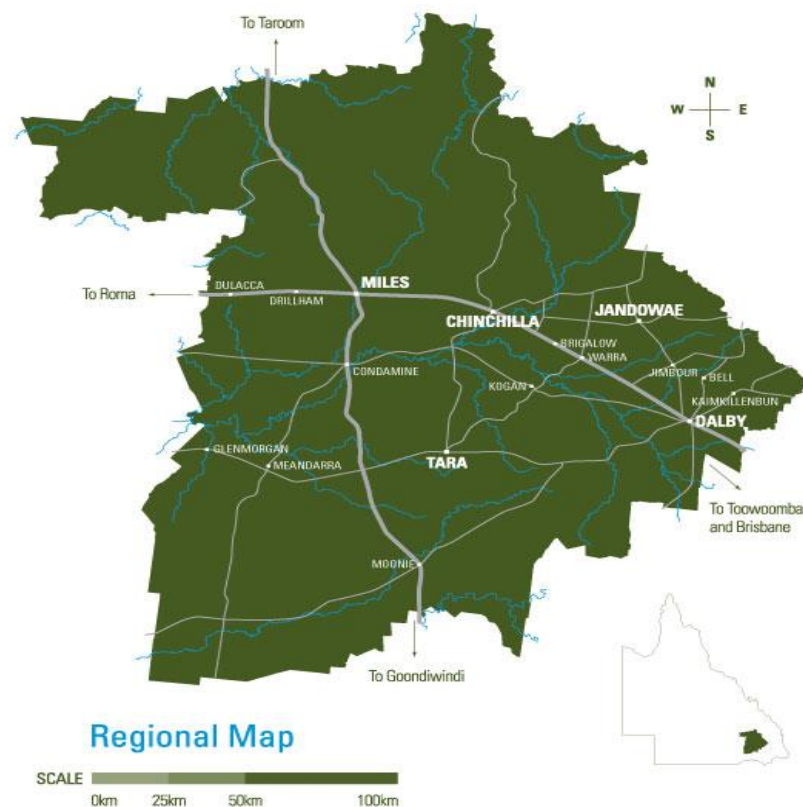 To Taroom
N
W E
S
DULACCA
MILES
To Roma
DRILLHAM
JANDOWAE
CHINCHILLA
BRIGALOW
WARRA
CONDAMINE
JIMBOUR
BELL
KOGAN
KAIMKILLENBUN
DALBY
GLENMORGAN
TARA
MEANDARRA
To Toowoomba
and Brisbane
MOONIE
To Goondiwindi
Regional Map
SCALE
0km 25km 50km 100km